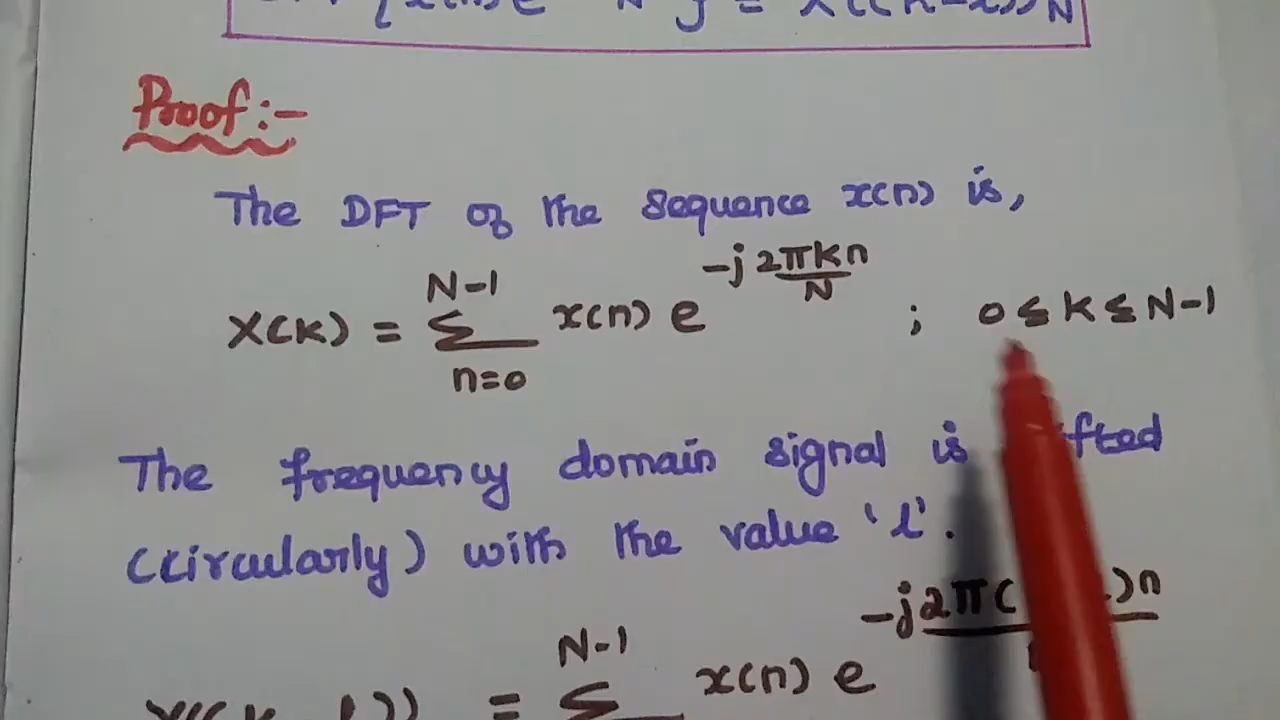 Proof:-
The DFT of the sequence x(n) is,
X(k) = N-1 Σ n=0 x(n) e -j2πkn/N ; 0 ≤ k ≤ N-1
The frequency domain signal is
(circularly) with the value 'l'.
N-1 Σ x(n) e -j2π( )n